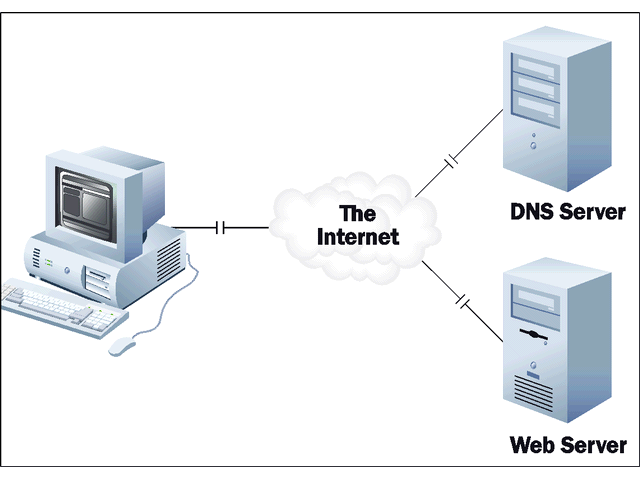 The
Internet
DNS Server
Web Server